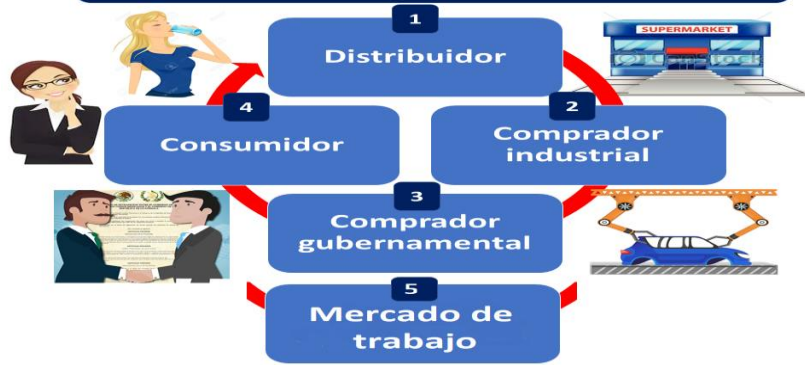 1
Distribuidor
SUPERMARKET
4
Consumidor
2
Comprador
industrial
3
Comprador
gubernamental
5
Mercado de
trabajo